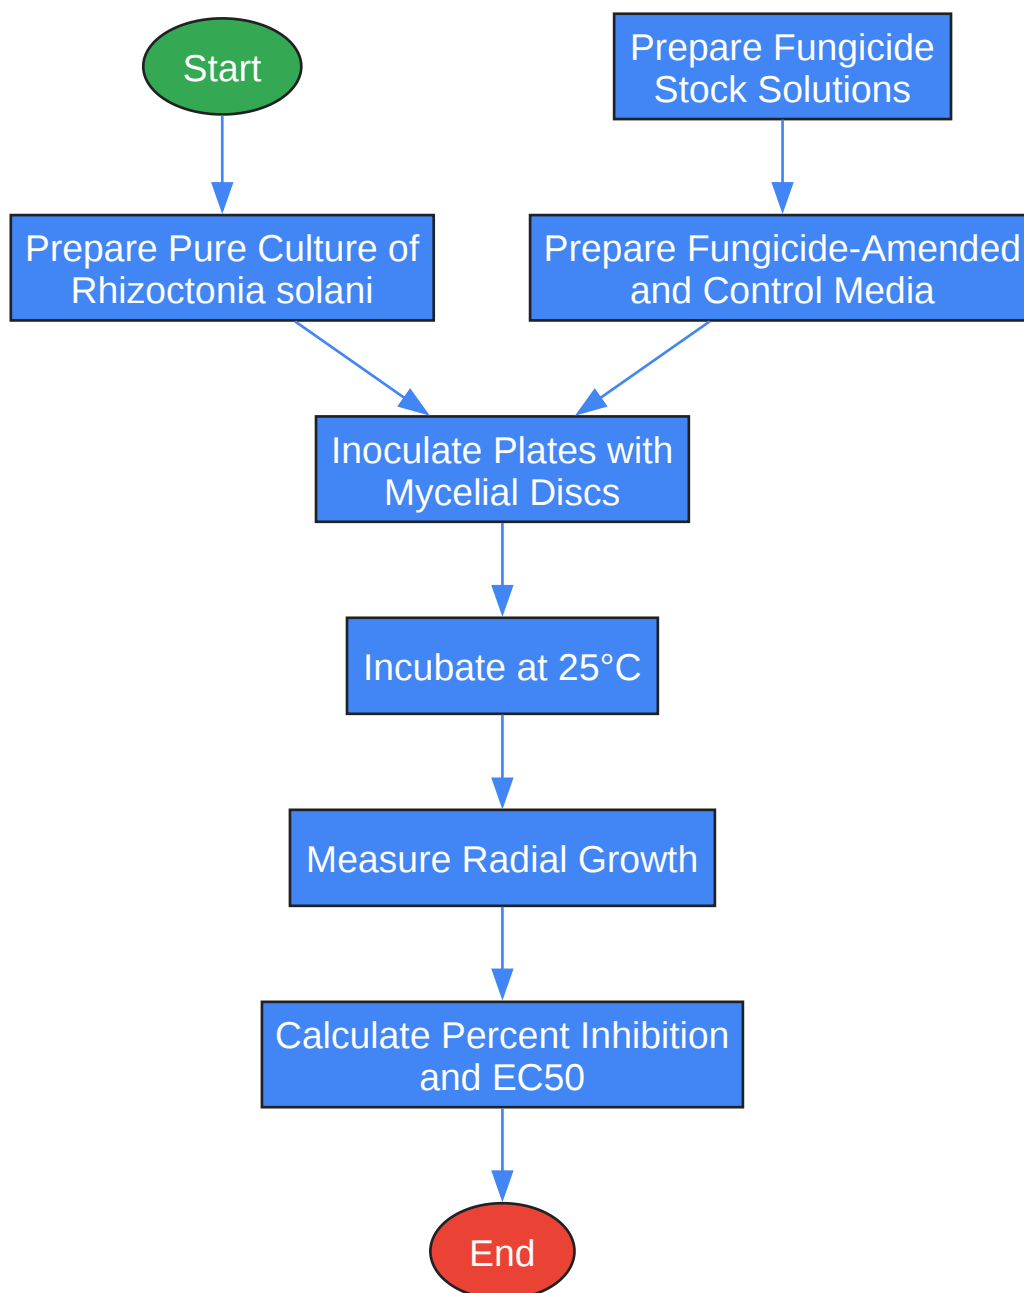 Start
Prepare Fungicide
Stock Solutions
Prepare Pure Culture of
Rhizoctonia solani
Prepare Fungicide-Amended
and Control Media
Inoculate Plates with
Mycelial Discs
Incubate at 25°C
Measure Radial Growth
Calculate Percent Inhibition
and EC50
End